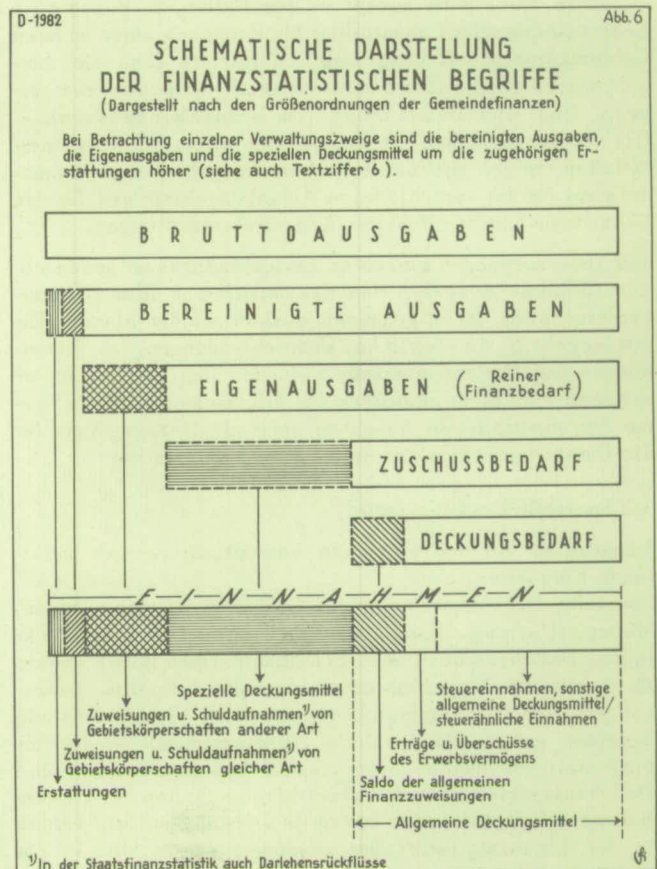 D-1982
Abb. 6
SCHEMATISCHE DARSTELLUNG
DER FINANZSTATISTISCHEN BEGRIFFE
(Dargestellt nach den Größenordnungen der Gemeindefinanzen)
Bei Betrachtung einzelner Verwaltungszweige sind die bereinigten Ausgaben,
die Eigenausgaben und die speziellen Deckungsmittel um die zugehörigen Er-
stattungen höher (siehe auch Textziffer 6 ).
BRUTTOAUSGABEN
BEREINIGTE AUSGABEN
EIGENAUSGABEN (Reiner
Finanzbedarf)
ZUSCHUSSBEDARF
DECKUNGSBEDARF
EINNAHMEN
Spezielle Deckungsmittel
Zuweisungen u. Schuldaufnahmen¹⁾ von
Gebietskörperschaften anderer Art
Zuweisungen u. Schuldaufnahmen¹⁾ von
Gebietskörperschaften gleicher Art
Erstattungen
Steuereinnahmen, sonstige
allgemeine Deckungsmittel/
steuerähnliche Einnahmen
Erträge u. Überschüsse
des Erwerbsvermögens
Saldo der allgemeinen
Finanzzuweisungen
Allgemeine Deckungsmittel
¹⁾In der Staatsfinanzstatistik auch Darlehensrückflüsse